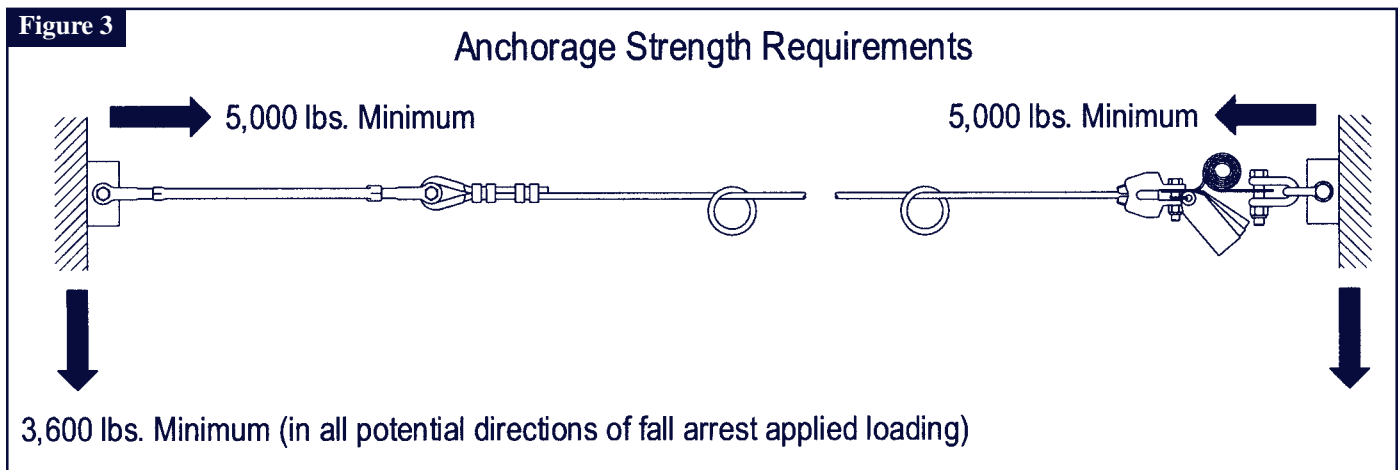 Figure 3
Anchorage Strength Requirements
5,000 lbs. Minimum
5,000 lbs. Minimum
3,600 lbs. Minimum (in all potential directions of fall arrest applied loading)